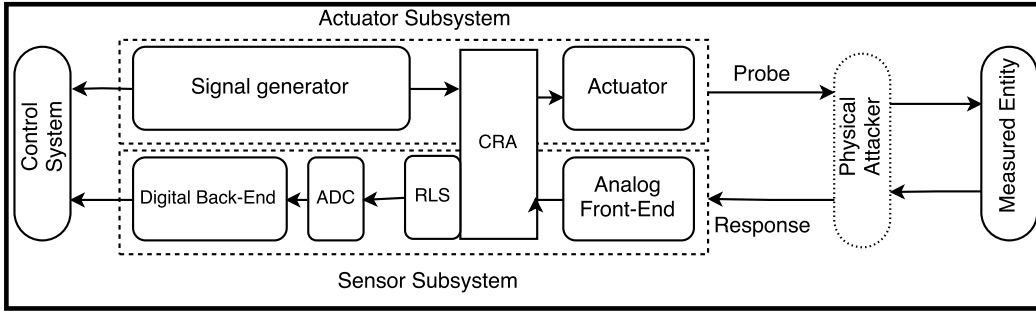 Actuator Subsystem
Control
System
Signal generator
CRA
Actuator
Probe
Physical
Attacker
Measured Entity
Digital Back-End
ADC
RLS
Analog
Front-End
Response
Sensor Subsystem